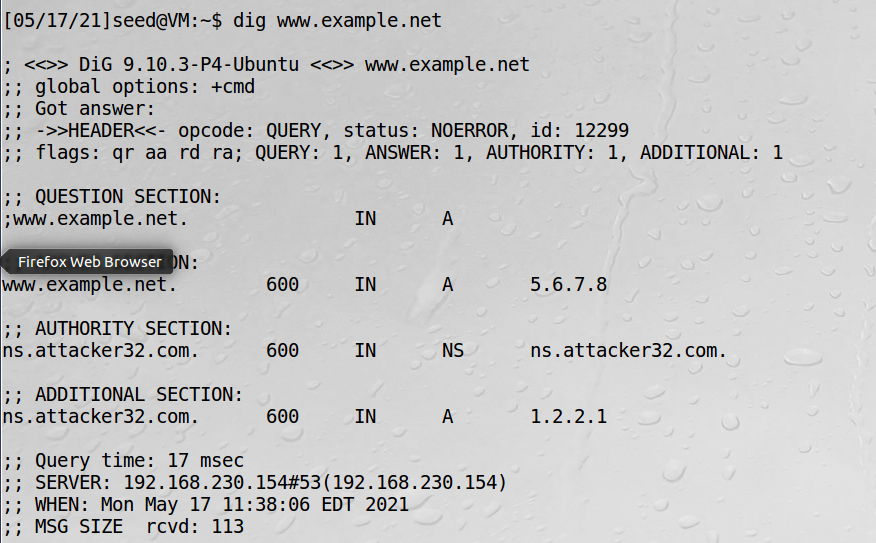 [05/17/21]seed@VM:~$ dig www.example.net
; <<>> DiG 9.10.3-P4-Ubuntu <<>> www.example.net
;; global options: +cmd
;; Got answer:
;; ->>HEADER<<- opcode: QUERY, status: NOERROR, id: 12299
;; flags: qr aa rd ra; QUERY: 1, ANSWER: 1, AUTHORITY: 1, ADDITIONAL: 1
;; QUESTION SECTION:
;www.example.net. IN A
Firefox Web Browser ON:
www.example.net. 600 IN A 5.6.7.8
;; AUTHORITY SECTION:
ns.attacker32.com. 600 IN NS ns.attacker32.com.
;; ADDITIONAL SECTION:
ns.attacker32.com. 600 IN A 1.2.2.1
;; Query time: 17 msec
;; SERVER: 192.168.230.154#53(192.168.230.154)
;; WHEN: Mon May 17 11:38:06 EDT 2021
;; MSG SIZE rcvd: 113